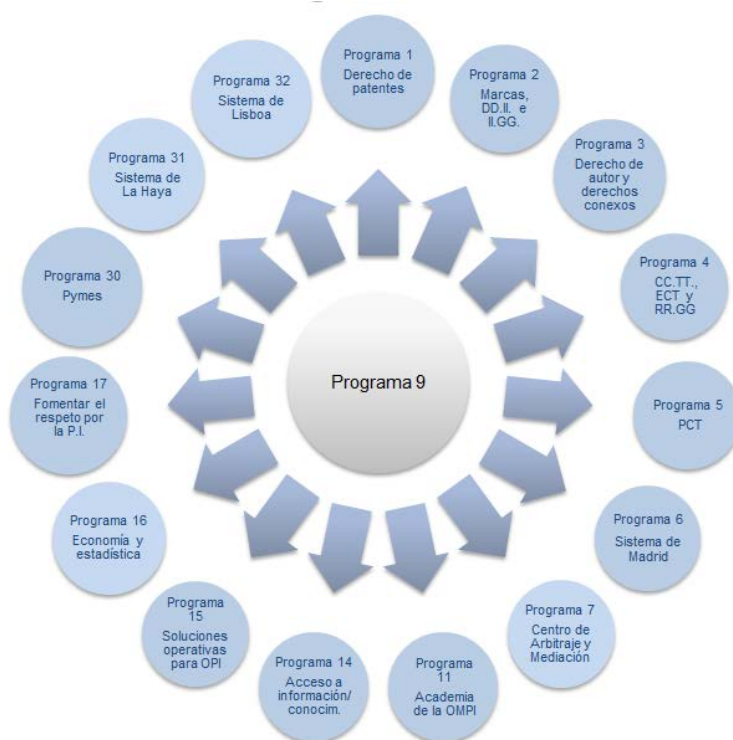 Programa 1
Derecho de
patentes
Programa 2
Marcas,
DD.II. e
II.GG.
Programa 3
Derecho de
autor y
derechos
conexos
Programa 4
CC.TT.,
ECT y
RR.GG
Programa 5
PCT
Programa 6
Sistema de
Madrid
Programa 7
Centro de
Arbitraje y
Mediación
Programa
11
Academia
de la OMPI
Programa 14
Acceso a
información/
conocim.
Programa
15
Soluciones
operativas
para OPI
Programa 16
Economía y
estadística
Programa 17
Fomentar el
respeto por
la P.I.
Programa 30
Pymes
Programa 31
Sistema de
La Haya
Programa 32
Sistema de
Lisboa
Programa 9